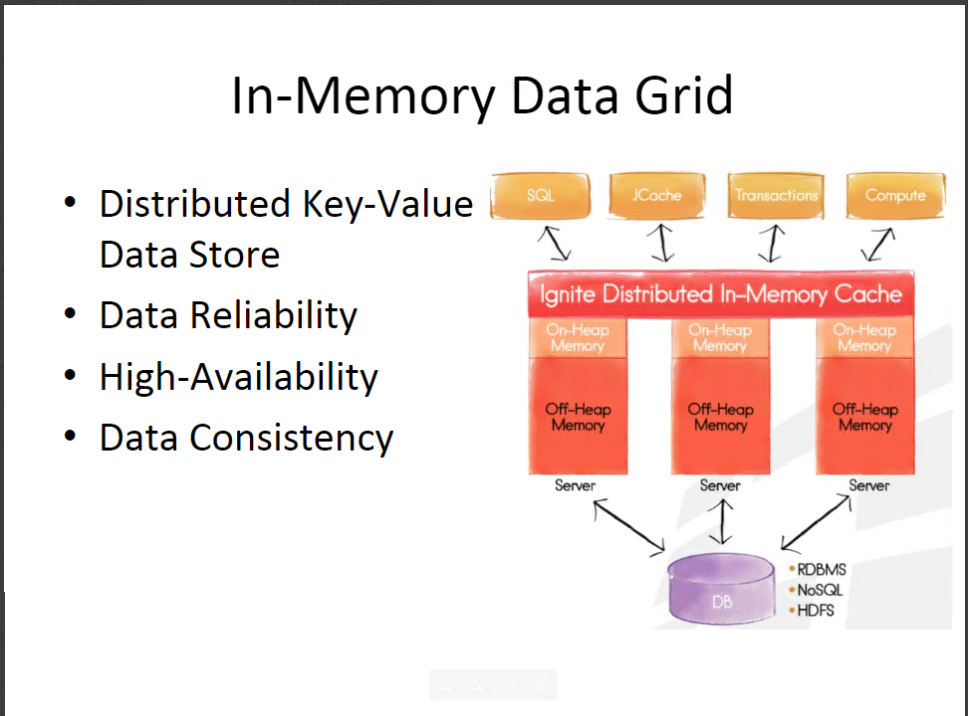 In-Memory Data Grid
• Distributed Key-Value
Data Store
• Data Reliability
• High-Availability
• Data Consistency
SQL
JCache
Transactions
Compute
Ignite Distributed In-Memory Cache
On-Heap
Memory
On-Heap
Memory
On-Heap
Memory
Off-Heap
Memory
Off-Heap
Memory
Off-Heap
Memory
Server
Server
Server
DB
• RDBMS
• NoSQL
• HDFS